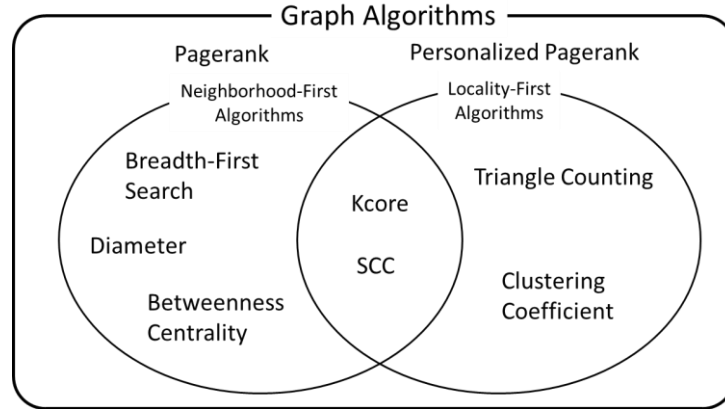 Graph Algorithms
Pagerank
Personalized Pagerank
Neighborhood-First
Algorithms
Locality-First
Algorithms
Breadth-First
Search
Diameter
Betweenness
Centrality
Kcore
SCC
Triangle Counting
Clustering
Coefficient